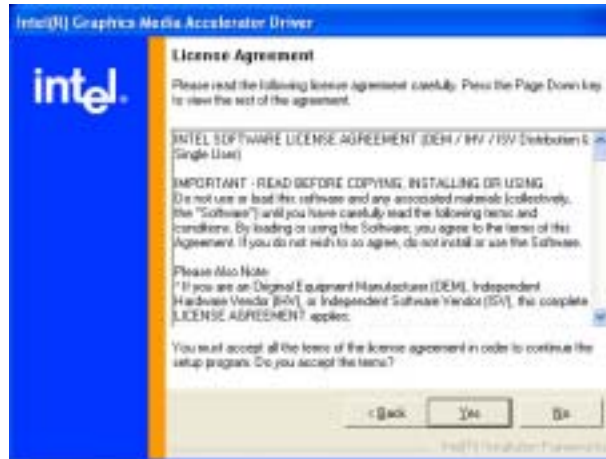 Intel(R) Graphics Media Accelerator Driver
intel.
License Agreement
Please read the following license agreement carefully. Press the Page Down key
to view the rest of the agreement.
INTEL SOFTWARE LICENSE AGREEMENT (OEM / IHV / ISV Distribution &
Single User)
IMPORTANT - READ BEFORE COPYING, INSTALLING OR USING.
Do not use or load this software and any associated materials (collectively,
the "Software") until you have carefully read the following terms and
conditions. By loading or using the Software, you agree to the terms of this
Agreement. If you do not wish to so agree, do not install or use the Software.
Please Also Note:
* If you are an Original Equipment Manufacturer (OEM), Independent
Hardware Vendor (IHV), or Independent Software Vendor (ISV), this complete
LICENSE AGREEMENT applies;
You must accept all the terms of the license agreement in order to continue the
setup program. Do you accept the terms?
< Back
Yes
No
Intel(R) Installation Framework